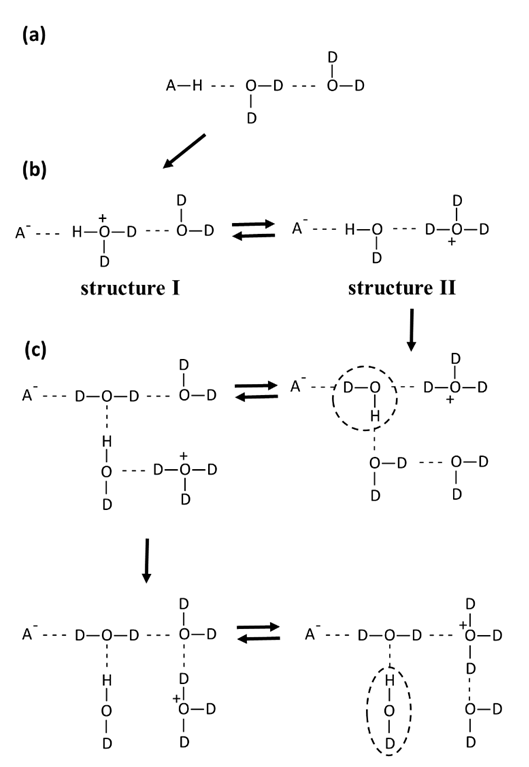 (a)
D
A—H ---- O—D --- O—D
D
(b)
D D
+
A⁻ --- H—O—D --- O—D A⁻ ---- H—O --- D—O—D
D D +
structure I structure II
(c)
D D
A⁻ ---- D—O—D --- O—D A⁻ ---- D—O --- D—O—D
H +
H +
O --- D—O—D O—D --- O—D
D D D D
D D
A⁻ ---- D—O—D --- O—D A⁻ ---- D—O—D --- +O—D
H D H D
O +O—D O O—D
D D D D